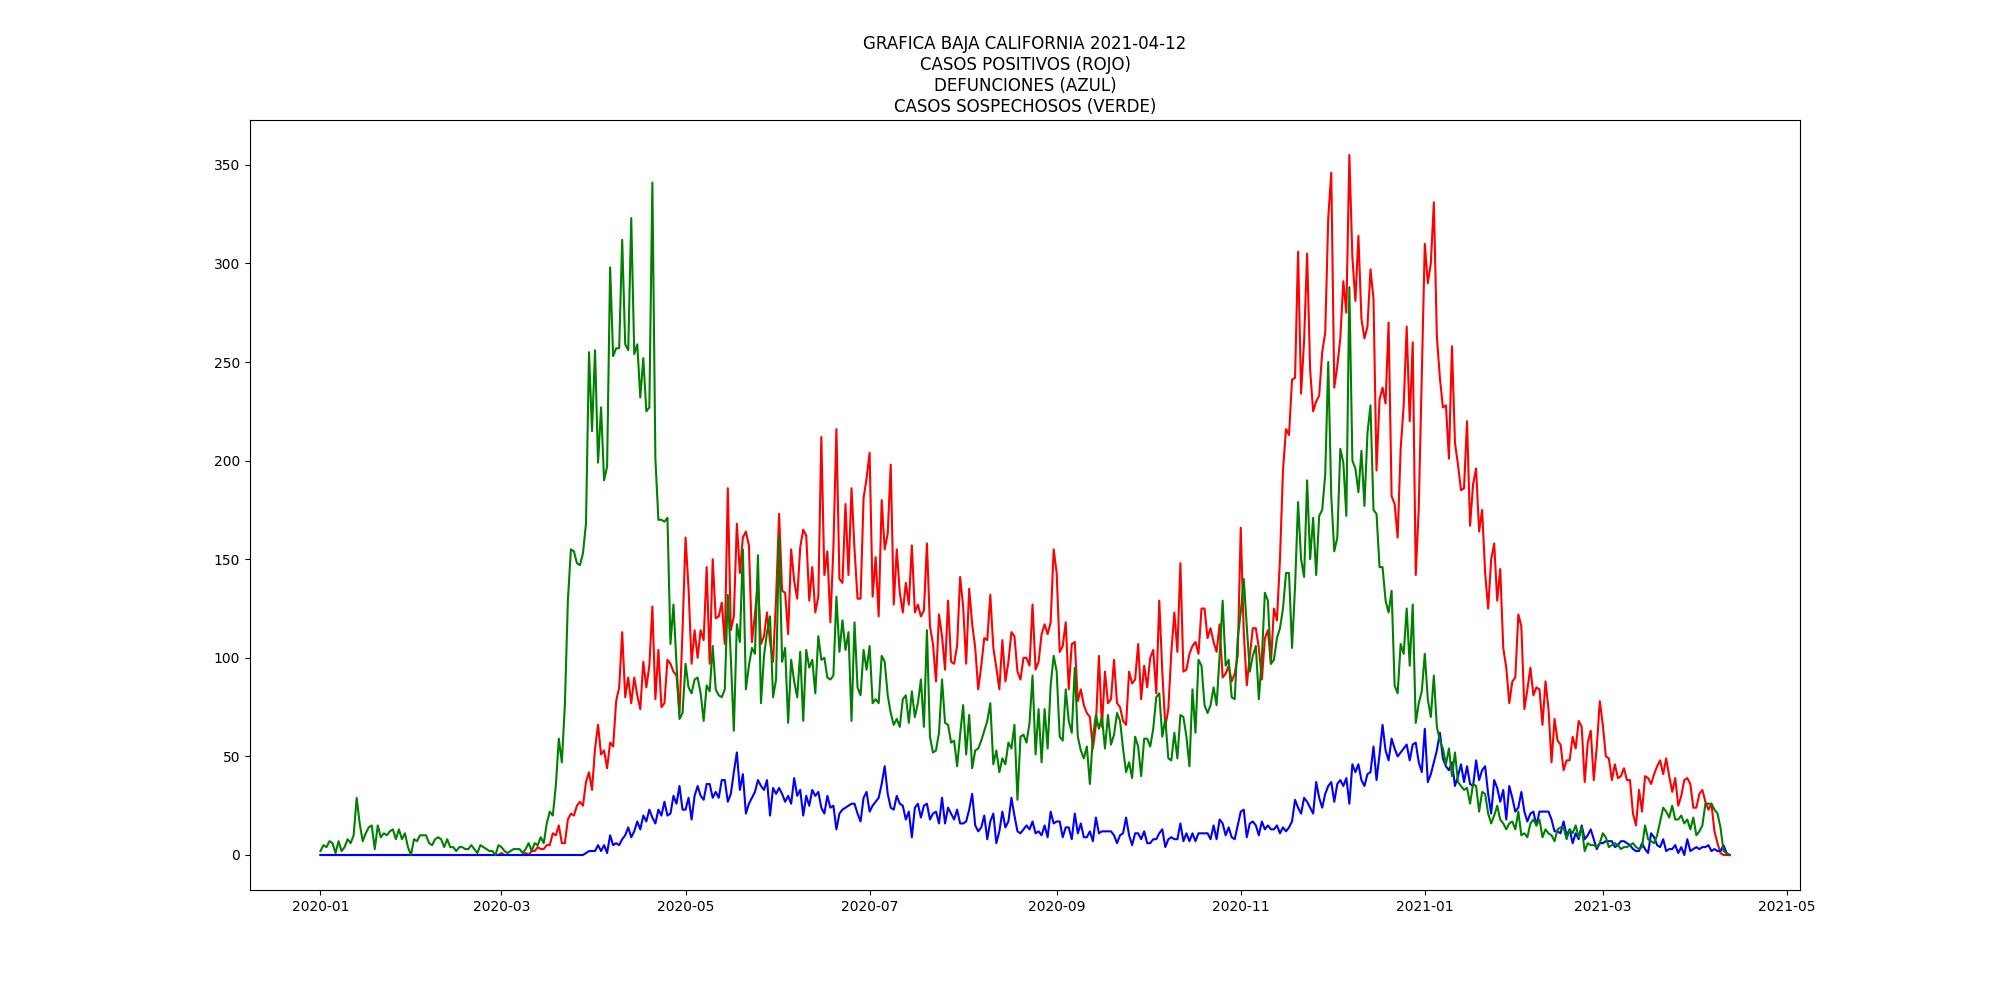 GRAFICA BAJA CALIFORNIA 2021-04-12
CASOS POSITIVOS (ROJO)
DEFUNCIONES (AZUL)
CASOS SOSPECHOSOS (VERDE)
350
300
250
200
150
100
50
0
2020-01 2020-03 2020-05 2020-07 2020-09 2020-11 2021-01 2021-03 2021-05